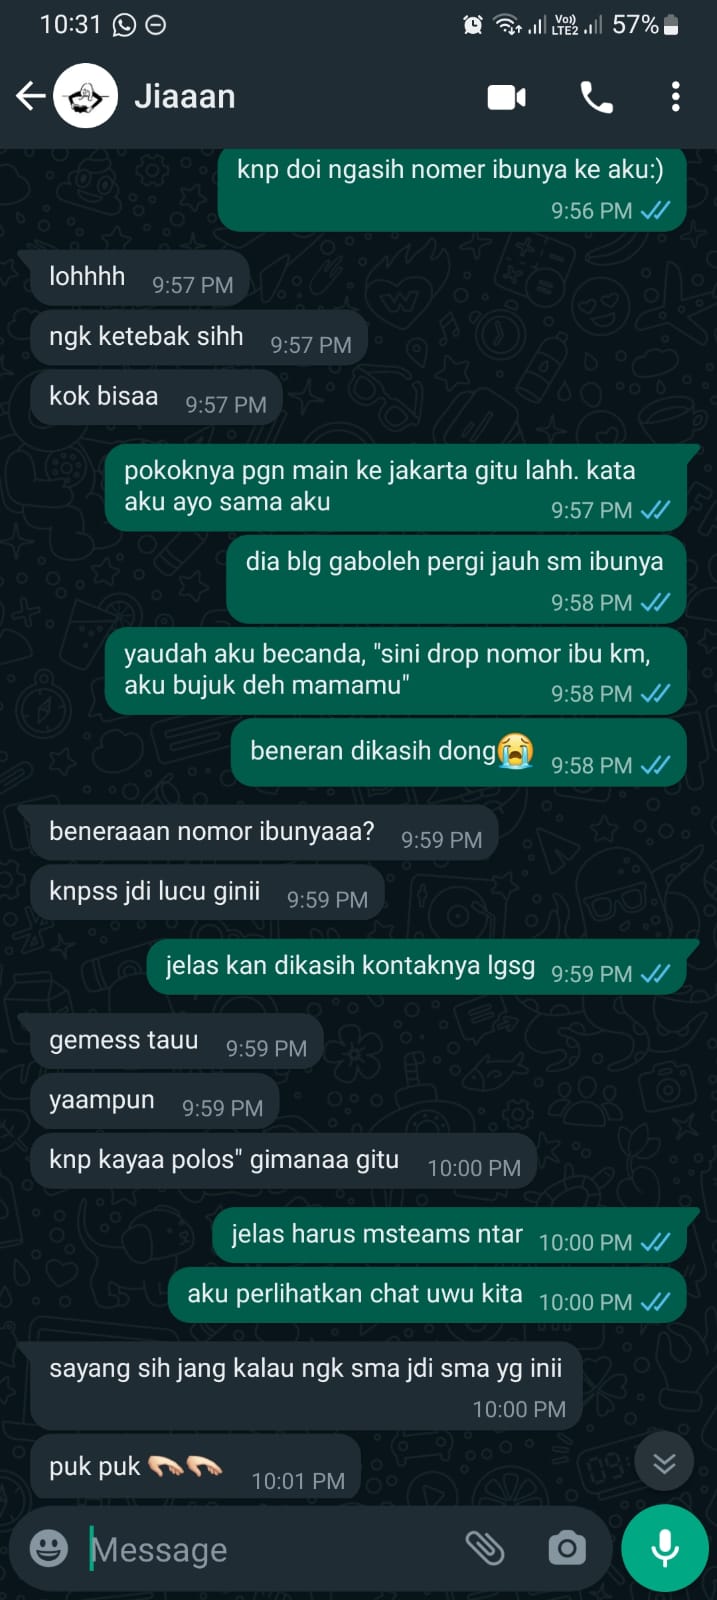 10:31
Vo)) LTE2 57%
Jiaaan
knp doi ngasih nomer ibunya ke aku:)
9:56 PM
lohhhh 9:57 PM
ngk ketebak sihh 9:57 PM
kok bisaa 9:57 PM
pokoknya pgn main ke jakarta gitu lahh. kata
aku ayo sama aku 9:57 PM
dia blg gaboleh pergi jauh sm ibunya
9:58 PM
yaudah aku becanda, "sini drop nomor ibu km,
aku bujuk deh mamamu" 9:58 PM
beneran dikasih dong😭 9:58 PM
beneraaan nomor ibunyaaa? 9:59 PM
knpss jdi lucu ginii 9:59 PM
jelas kan dikasih kontaknya lgsg 9:59 PM
gemess tauu 9:59 PM
yaampun 9:59 PM
knp kayaa polos" gimanaa gitu 10:00 PM
jelas harus msteams ntar 10:00 PM
aku perlihatkan chat uwu kita 10:00 PM
sayang sih jang kalau ngk sma jdi sma yg inii
10:00 PM
puk puk 10:01 PM
Message